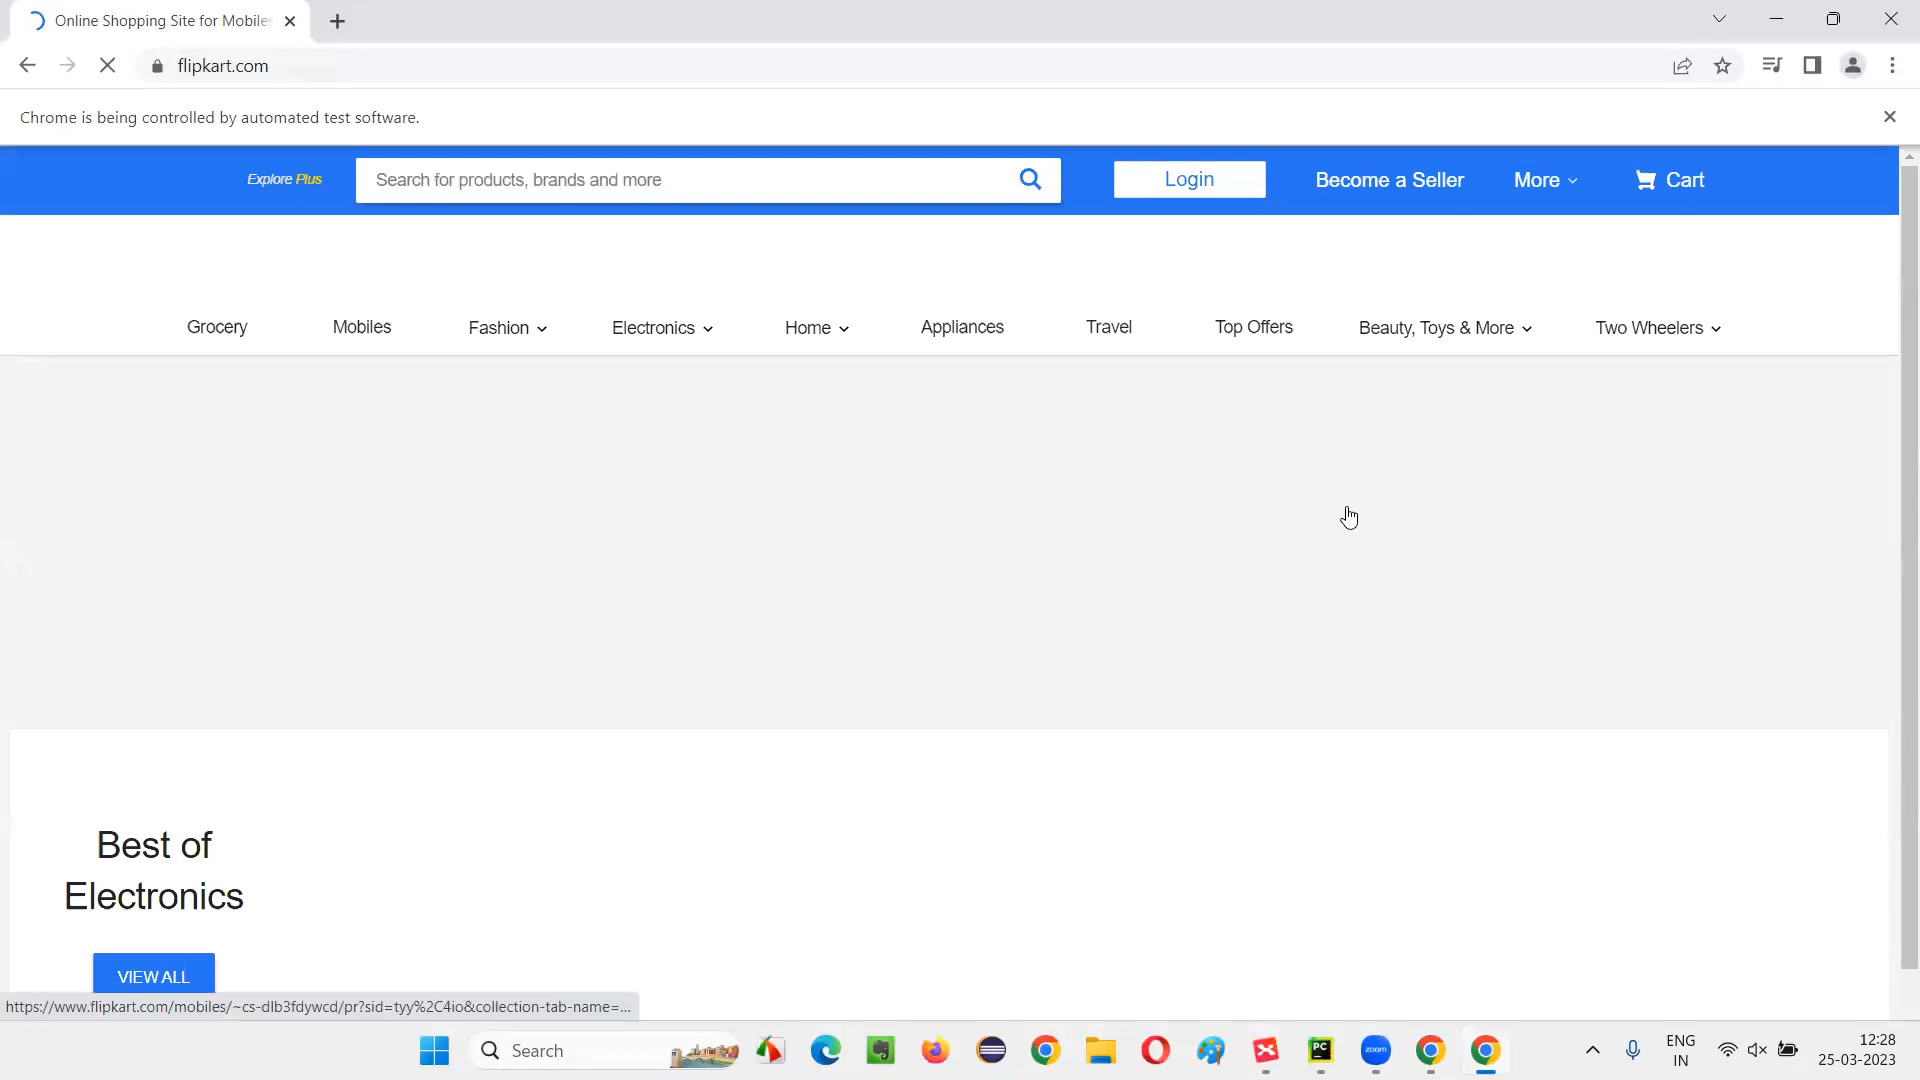 Online Shopping Site for Mobiles
flipkart.com
Chrome is being controlled by automated test software.
Explore Plus
Search for products, brands and more
Login
Become a Seller
More
Cart
Grocery
Mobiles
Fashion
Electronics
Home
Appliances
Travel
Top Offers
Beauty, Toys & More
Two Wheelers
Best of
Electronics
VIEW ALL
https://www.flipkart.com/mobiles/~cs-dlb3fdywcd/pr?sid=tyy%2C4io&collection-tab-name=...
Search
PC
zoom
ENG
IN
12:28
25-03-2023